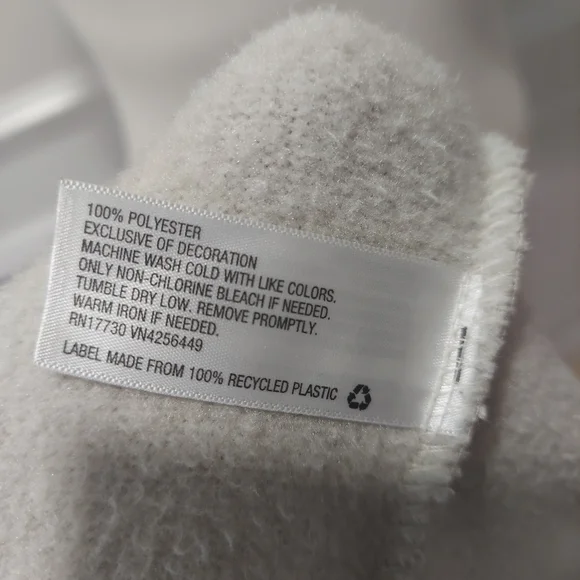 100% POLYESTER
EXCLUSIVE OF DECORATION
MACHINE WASH COLD WITH LIKE COLORS.
ONLY NON-CHLORINE BLEACH IF NEEDED.
TUMBLE DRY LOW. REMOVE PROMPTLY.
WARM IRON IF NEEDED.
RN17730 VN4256449
LABEL MADE FROM 100% RECYCLED PLASTIC